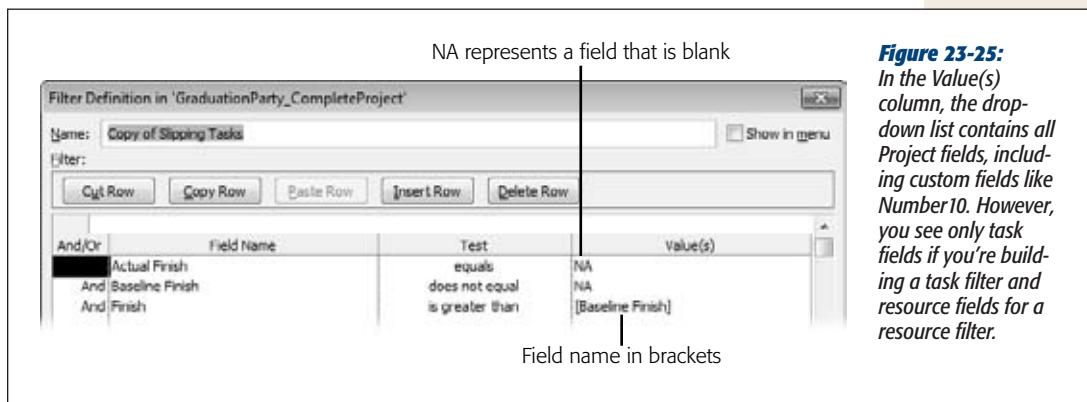 NA represents a field that is blank
Filter Definition in 'GraduationParty_CompleteProject'
Name: Copy of Slipping Tasks
Show in menu
Filter:
Cut Row Copy Row Paste Row Insert Row Delete Row
And/Or Field Name Test Value(s)
Actual Finish equals NA
And Baseline Finish does not equal NA
And Finish is greater than [Baseline Finish]
Field name in brackets
Figure 23-25:
In the Value(s)
column, the drop-
down list contains all
Project fields, includ-
ing custom fields like
Number10. However,
you see only task
fields if you're build-
ing a task filter and
resource fields for a
resource filter.